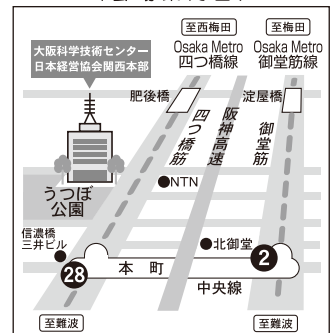 至西梅田
至梅田
Osaka Metro
四つ橋線
Osaka Metro
御堂筋線
大阪科学技術センター
日本経営協会関西本部
肥後橋
淀屋橋
四つ橋筋
阪神高速
御堂筋
NTN
うつぼ
公園
信濃橋
三井ビル
北御堂
2
28
本町
中央線
至難波
至難波